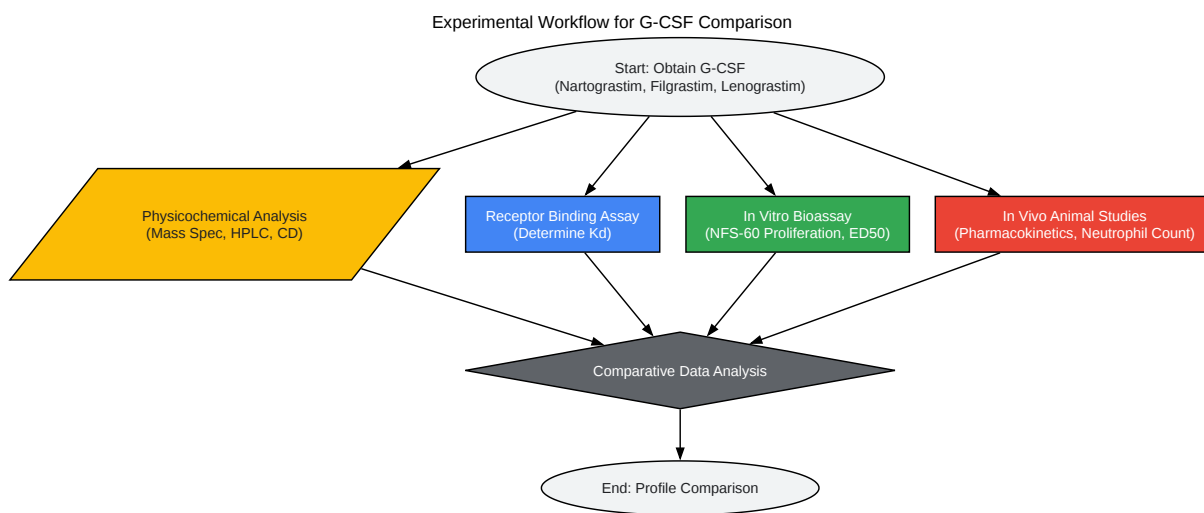 Experimental Workflow for G-CSF Comparison
Start: Obtain G-CSF
(Nartograstim, Filgrastim, Lenograstim)
Physicochemical Analysis
(Mass Spec, HPLC, CD)
Receptor Binding Assay
(Determine Kd)
In Vitro Bioassay
(NFS-60 Proliferation, ED50)
In Vivo Animal Studies
(Pharmacokinetics, Neutrophil Count)
Comparative Data Analysis
End: Profile Comparison